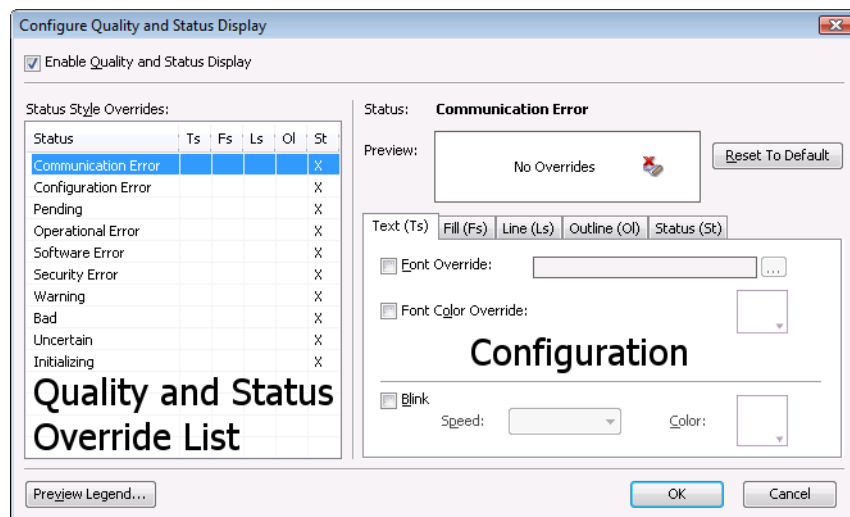 Configure Quality and Status Display
Enable Quality and Status Display
Status Style Overrides:
Status Ts Fs Ls Ol St
Communication Error X
Configuration Error X
Pending X
Operational Error X
Software Error X
Security Error X
Warning X
Bad X
Uncertain X
Initializing X
Quality and Status
Override List
Status: Communication Error
Preview: No Overrides
Reset To Default
Text (Ts) Fill (Fs) Line (Ls) Outline (Ol) Status (St)
Font Override: ...
Font Color Override:
Configuration
Blink
Speed: Color:
Preview Legend... OK Cancel